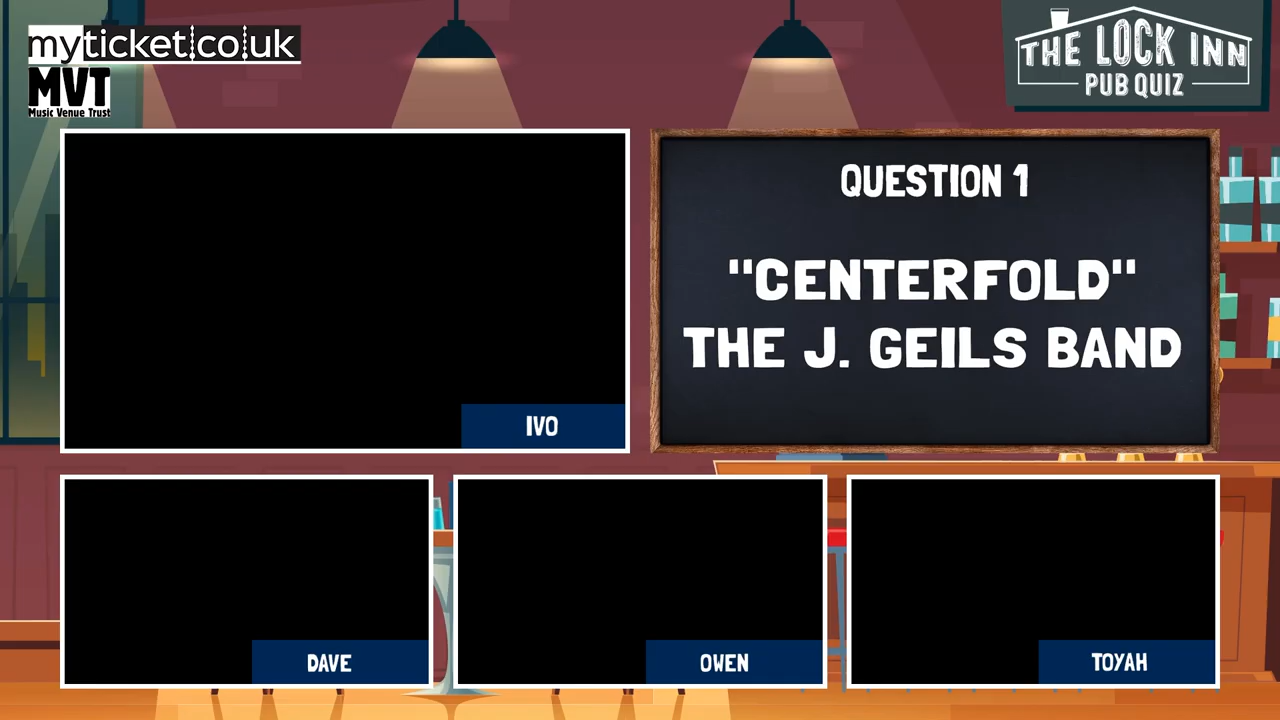 myticket.co.uk
MVT
Music Venue Trust
THE LOCK INN
PUB QUIZ
QUESTION 1
"CENTERFOLD"
THE J. GEILS BAND
IVO
DAVE
OWEN
TOYAH